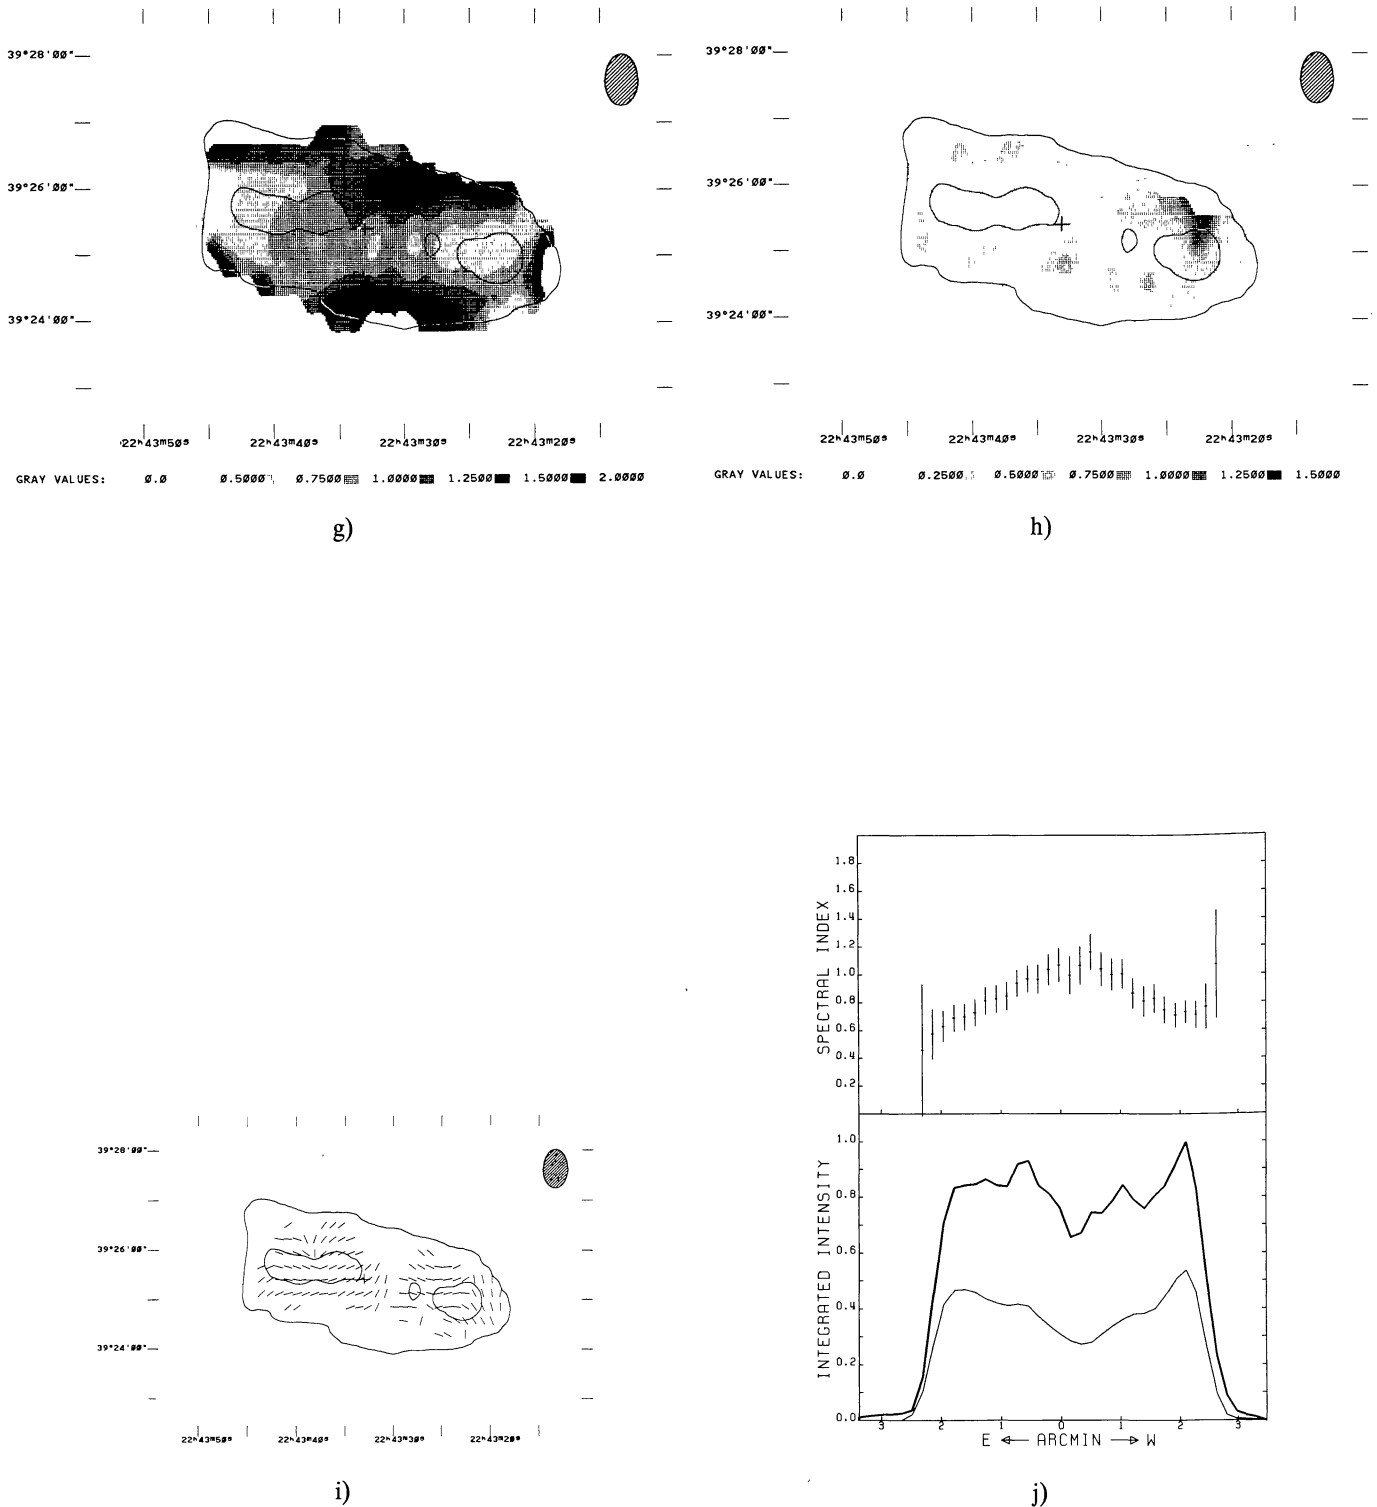 39°28'00"
39°26'00"
39°24'00"
22h43m50s 22h43m40s 22h43m30s 22h43m20s
GRAY VALUES: 0.0 0.5000 0.7500 1.0000 1.2500 1.5000 2.0000
g)
39°28'00"
39°26'00"
39°24'00"
22h43m50s 22h43m40s 22h43m30s 22h43m20s
GRAY VALUES: 0.0 0.2500 0.5000 0.7500 1.0000 1.2500 1.5000
h)
39°28'00"
39°26'00"
39°24'00"
22h43m50s 22h43m40s 22h43m30s 22h43m20s
i)
SPECTRAL INDEX
1.8
1.6
1.4
1.2
1.0
0.8
0.6
0.4
0.2
INTEGRATED INTENSITY
1.0
0.8
0.6
0.4
0.2
0.0
3 2 1 0 1 2 3
E ARCMIN W
j)